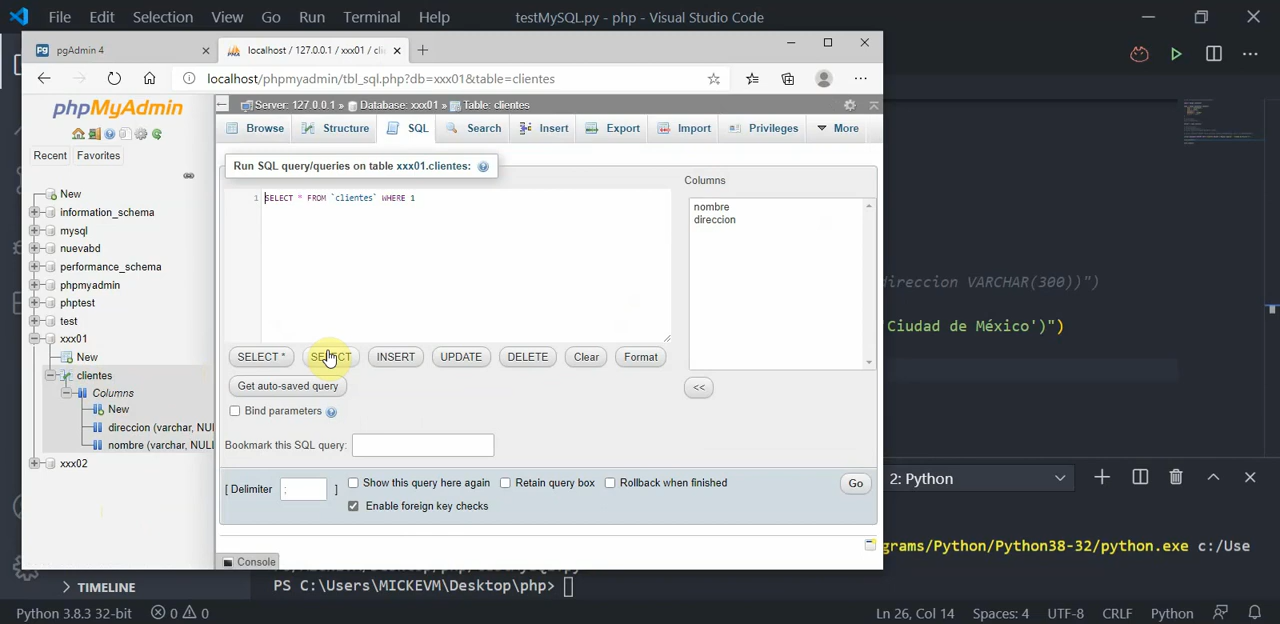 File Edit Selection View Go Run Terminal Help testMySQL.py - php - Visual Studio Code
pgAdmin 4 localhost / 127.0.0.1 / xxx01 / cli
localhost/phpmyadmin/tbl_sql.php?db=xxx01&table=clientes
phpMyAdmin
Server: 127.0.0.1 » Database: xxx01 » Table: clientes
Browse Structure SQL Search Insert Export Import Privileges More
Recent Favorites
Run SQL query/queries on table xxx01.clientes:
1 SELECT * FROM `clientes` WHERE 1
Columns
nombre
direccion
New
information_schema
mysql
nuevabd
performance_schema
phpmyadmin
phptest
test
xxx01
New
clientes
Columns
New
direccion (varchar, NUL
nombre (varchar, NUL
xxx02
SELECT * SELECT INSERT UPDATE DELETE Clear Format
<<
Get auto-saved query
Bind parameters
Bookmark this SQL query:
[ Delimiter ; ] Show this query here again Retain query box Rollback when finished
Enable foreign key checks
Go
Console
direccion VARCHAR(300))")
Ciudad de México')")
2: Python
grams/Python/Python38-32/python.exe c:/Use
PS C:\Users\MICKEVM\Desktop\php>
TIMELINE
Python 3.8.3 32-bit 0 0 Ln 26, Col 14 Spaces: 4 UTF-8 CRLF Python